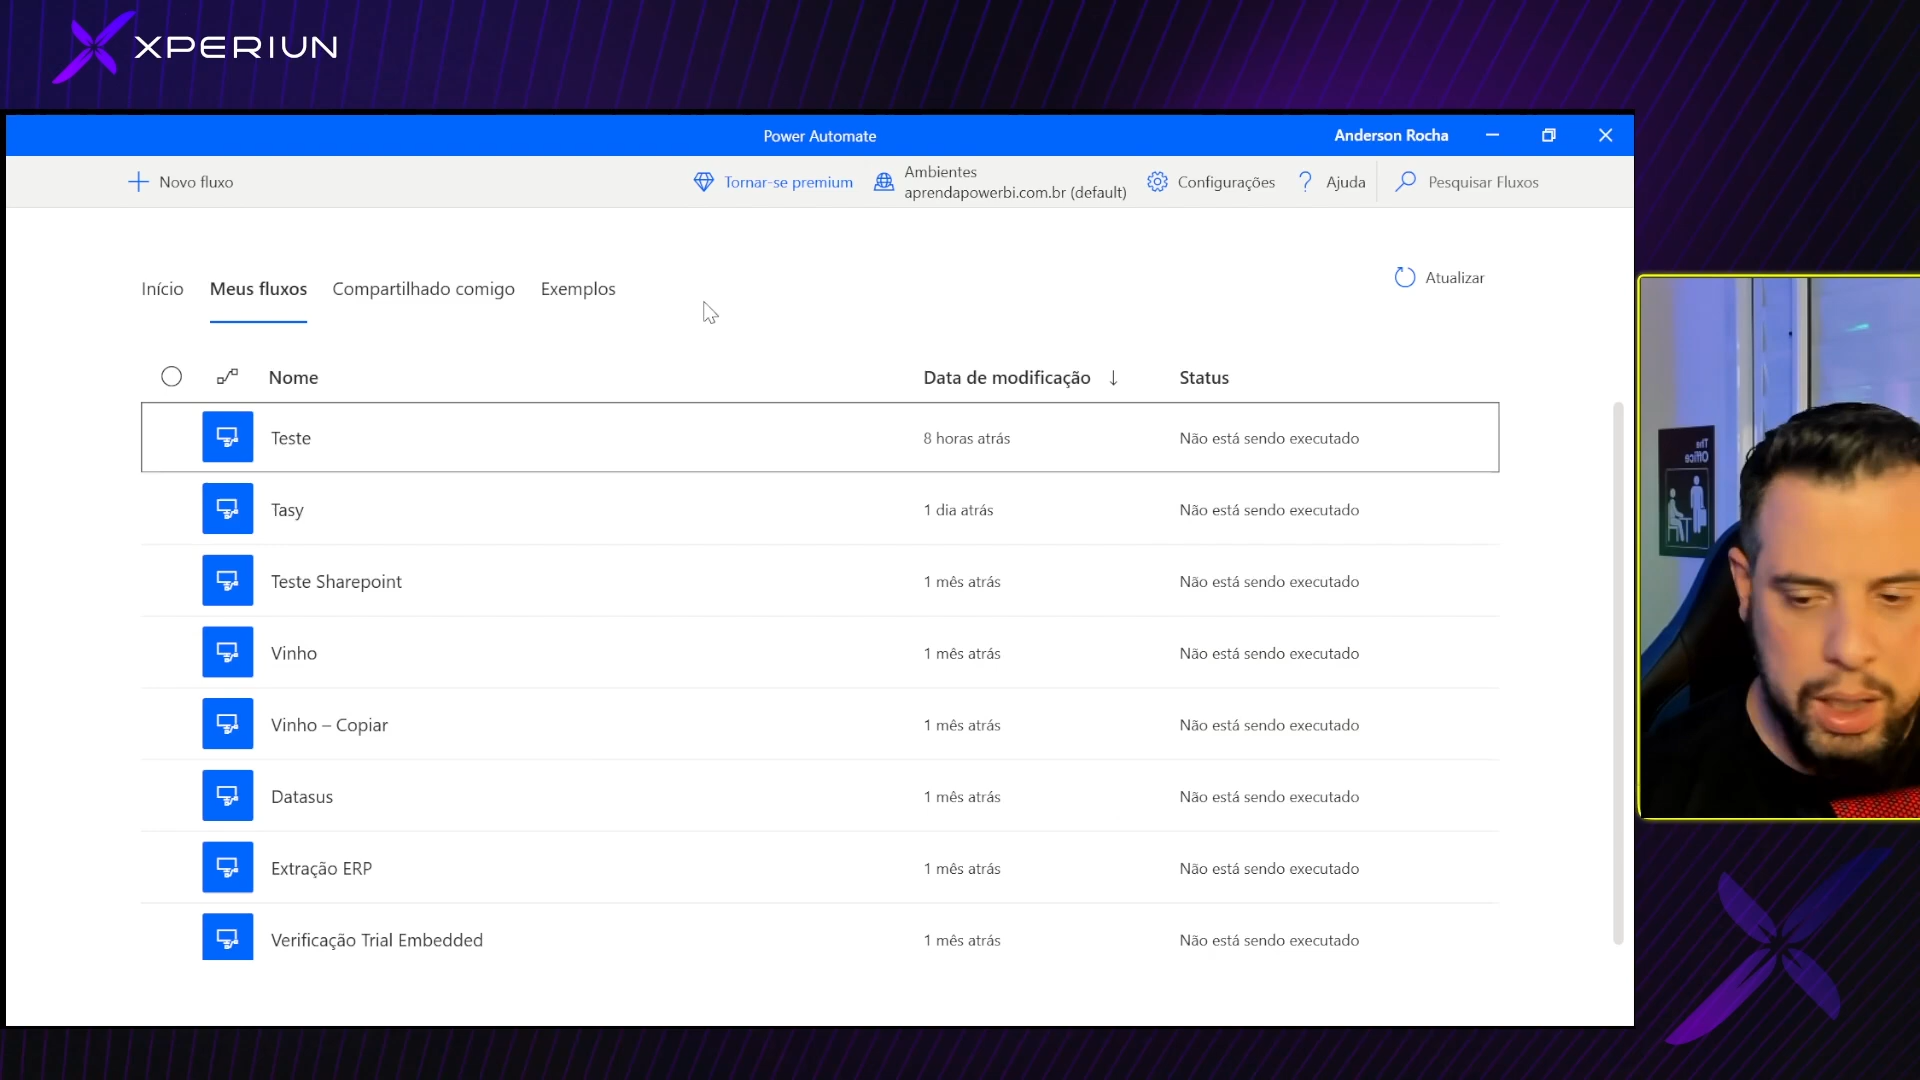 XPERIUN
Power Automate
Anderson Rocha
Novo fluxo
Tornar-se premium
Ambientes
aprendapowerbi.com.br (default)
Configurações
Ajuda
Pesquisar Fluxos
Início
Meus fluxos
Compartilhado comigo
Exemplos
Atualizar
Nome
Data de modificação
Status
Teste
8 horas atrás
Não está sendo executado
Tasy
1 dia atrás
Não está sendo executado
Teste Sharepoint
1 mês atrás
Não está sendo executado
Vinho
1 mês atrás
Não está sendo executado
Vinho – Copiar
1 mês atrás
Não está sendo executado
Datasus
1 mês atrás
Não está sendo executado
Extração ERP
1 mês atrás
Não está sendo executado
Verificação Trial Embedded
1 mês atrás
Não está sendo executado
The
Office